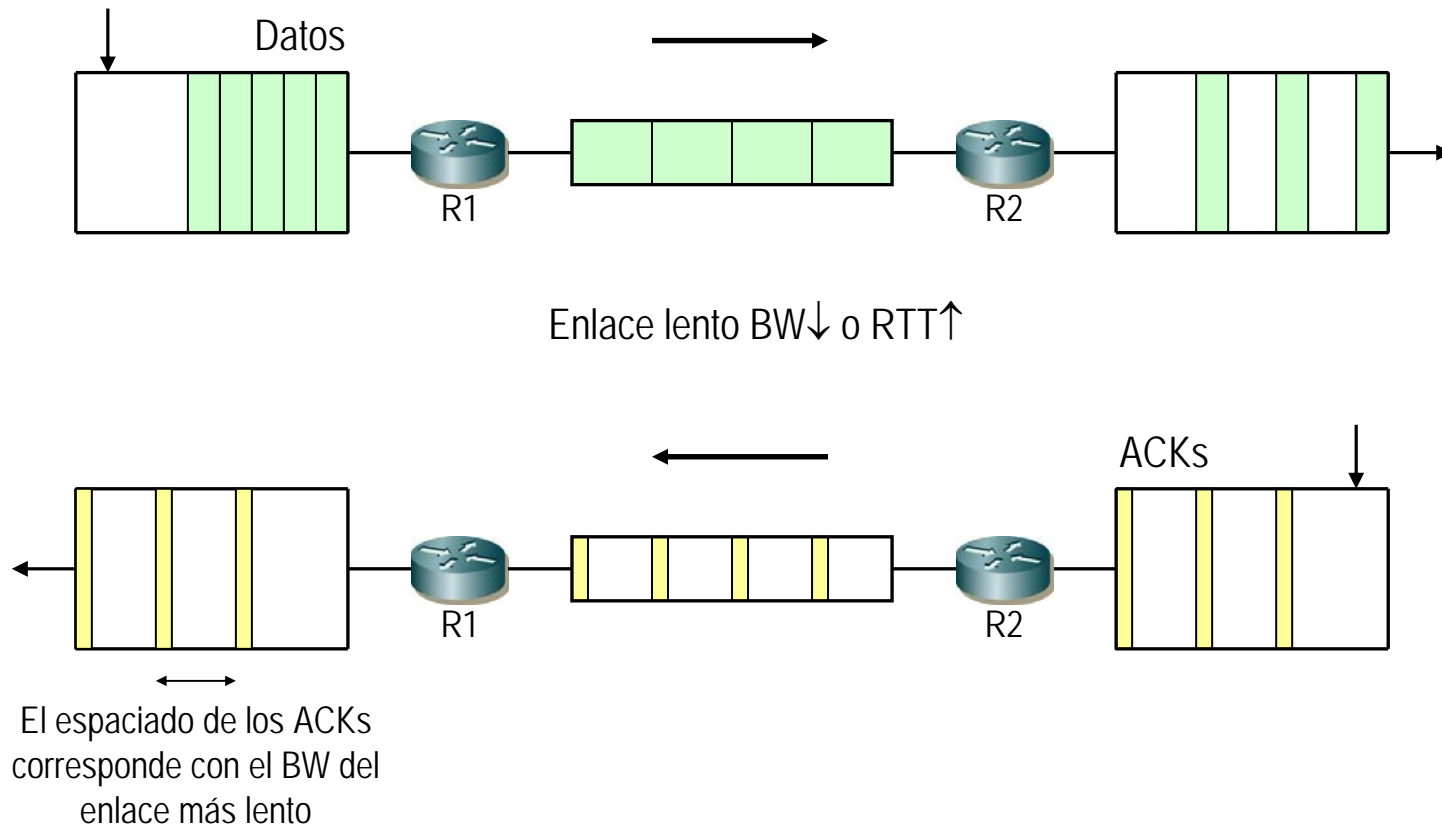 Datos
R1
R2
Enlace lento BW↓ o RTT↑
ACKs
R1
R2
El espaciado de los ACKs
corresponde con el BW del
enlace más lento